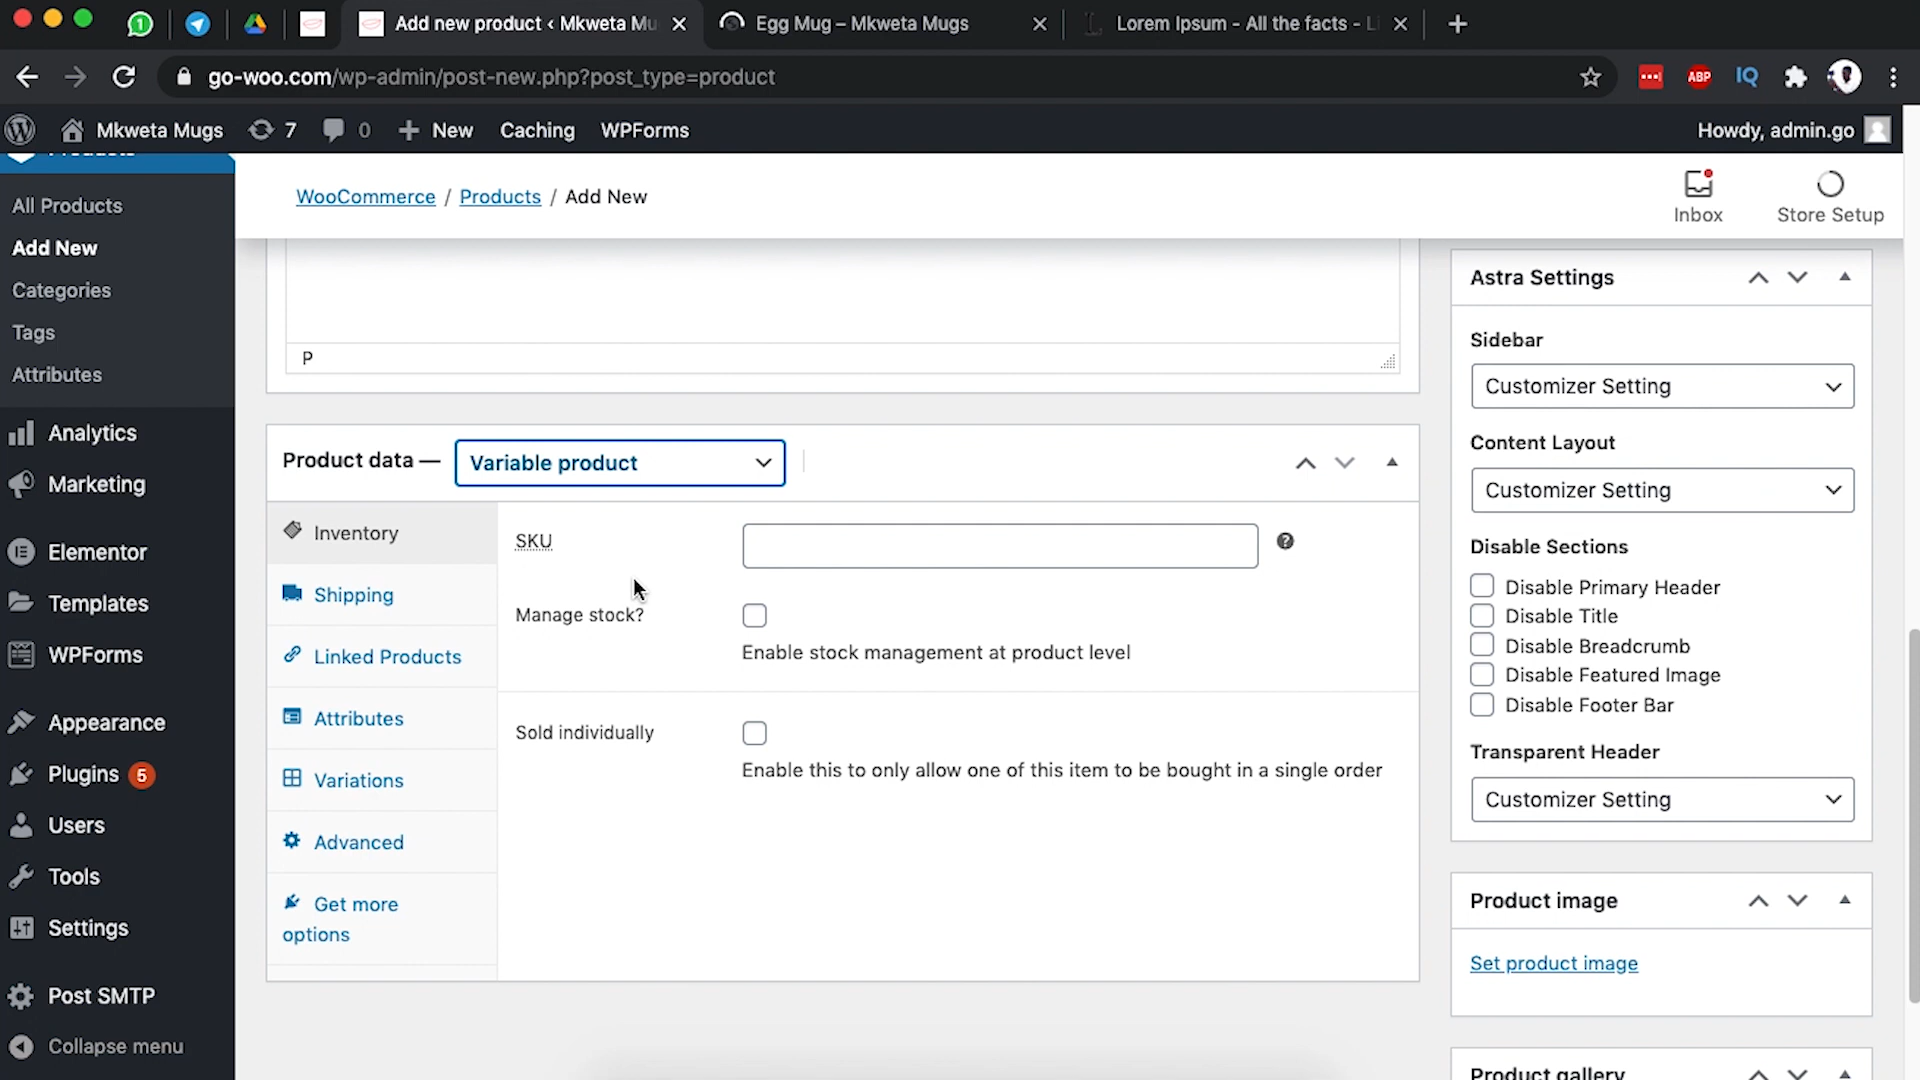 Add new product ‹ Mkweta Mu
Egg Mug – Mkweta Mugs
Lorem Ipsum - All the facts - Li
go-woo.com/wp-admin/post-new.php?post_type=product
ABP
IQ
Mkweta Mugs
7
0
New
Caching
WPForms
Howdy, admin.go
Products
All Products
Add New
Categories
Tags
Attributes
Analytics
Marketing
Elementor
Templates
WPForms
Appearance
Plugins 5
Users
Tools
Settings
Post SMTP
Collapse menu
WooCommerce / Products / Add New
Inbox
Store Setup
P
Product data —
Variable product
Inventory
Shipping
Linked Products
Attributes
Variations
Advanced
Get more
options
SKU
Manage stock?
Enable stock management at product level
Sold individually
Enable this to only allow one of this item to be bought in a single order
Astra Settings
Sidebar
Customizer Setting
Content Layout
Customizer Setting
Disable Sections
Disable Primary Header
Disable Title
Disable Breadcrumb
Disable Featured Image
Disable Footer Bar
Transparent Header
Customizer Setting
Product image
Set product image
Product gallery